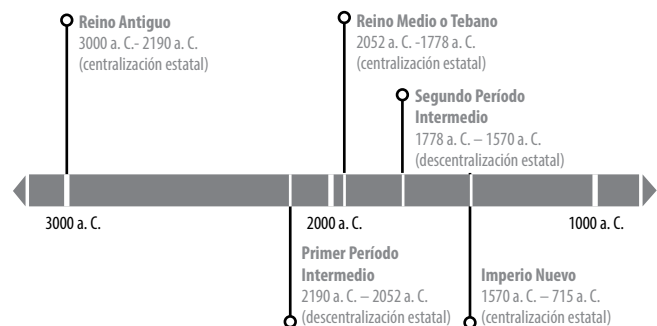 Reino Antiguo
3000 a. C.- 2190 a. C.
(centralización estatal)
Reino Medio o Tebano
2052 a. C. -1778 a. C.
(centralización estatal)
Segundo Período
Intermedio
1778 a. C. – 1570 a. C.
(descentralización estatal)
3000 a. C.
2000 a. C.
1000 a. C.
Primer Período
Intermedio
2190 a. C. – 2052 a. C.
(descentralización estatal)
Imperio Nuevo
1570 a. C. – 715 a. C.
(centralización estatal)